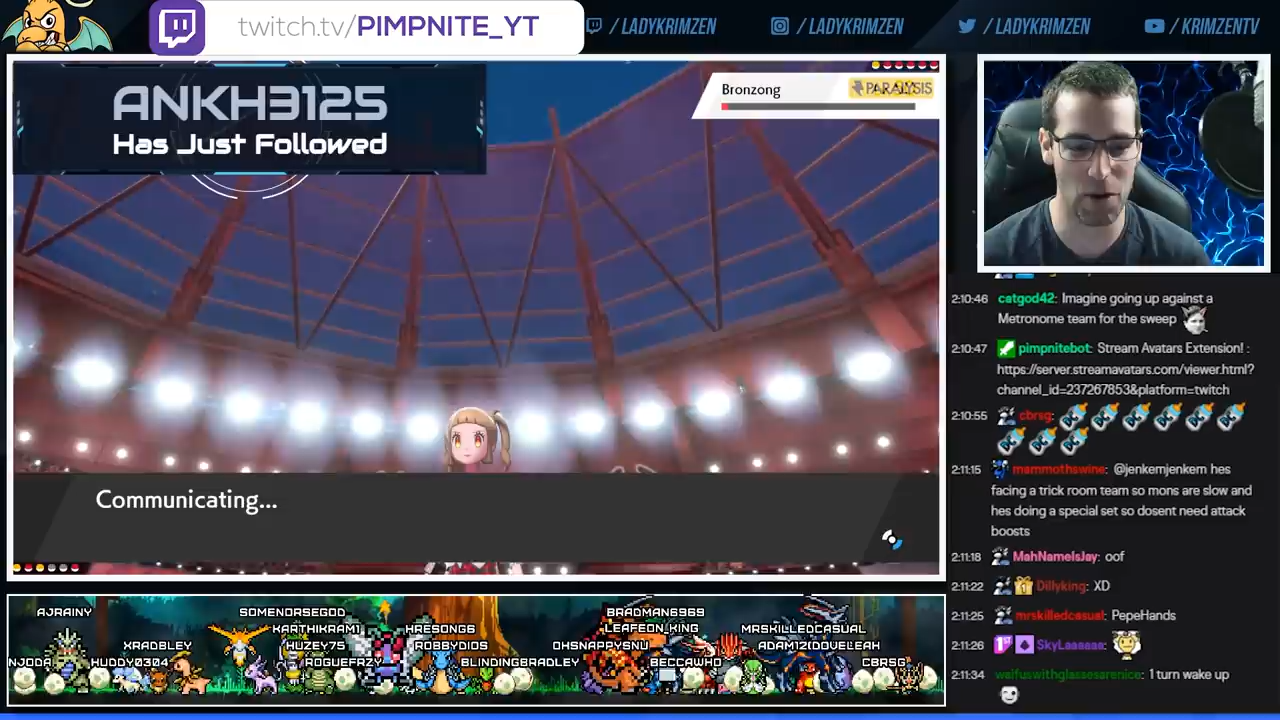 twitch.tv/PIMPNITE_YT
/LADYKRIMZEN
/LADYKRIMZEN
/LADYKRIMZEN
/KRIMZENTV
ANKH3125
Has Just Followed
Bronzong
PARALYSIS
Communicating...
2:10:46 catgod42: Imagine going up against a
Metronome team for the sweep
2:10:47 pimpnitebot: Stream Avatars Extension! :
https://server.streamavatars.com/viewer.html?
channel_id=237267853&platform=twitch
2:10:55 cbrsg:
2:11:15 mammothswine: @jenkemjenkem hes
facing a trick room team so mons are slow and
hes doing a special set so dosent need attack
boosts
2:11:18 MahNameIsJay: oof
2:11:22 Dillyking: XD
2:11:25 mrskilledcasual: PepeHands
2:11:26 SkyLaaaaao:
2:11:34 waifuswithglassesarenice: 1 turn wake up
AJRAINY
SOMENORSEGOD
BRADMAN6969
KARTHIKRAM1
HRESONGS
LEAFEON_KING
MRSKILLEDCASUAL
XRADBLEY
HUZEY75
ROBBYDIOS
OHSNAPPYSNU
NJODA
HUDDY0304
ROGUEFRZY
BLINDINGBRADLEY
BECCAWHO
CBRSG